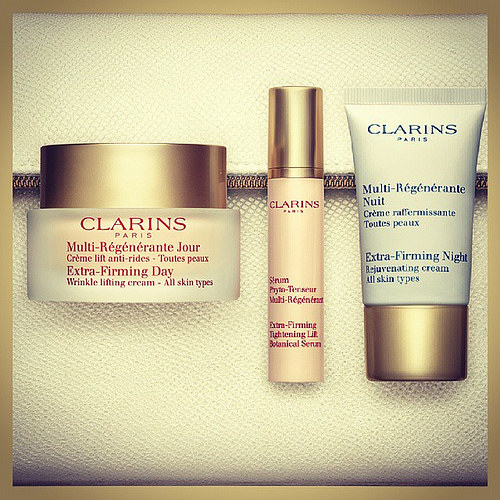 CLARINS
PARIS
Multi-Régénérante Jour
Crème lift anti-rides - Toutes peaux
Extra-Firming Day
Wrinkle lifting cream - All skin types
CLARINS
PARIS
Sérum
Phyto-Tenseur
Multi-Régénérant
Extra-Firming
Tightening Lift
Botanical Serum
CLARINS
PARIS
Multi-Régénérante
Nuit
Crème raffermissante
Toutes peaux
Extra-Firming Night
Rejuvenating cream
All skin types